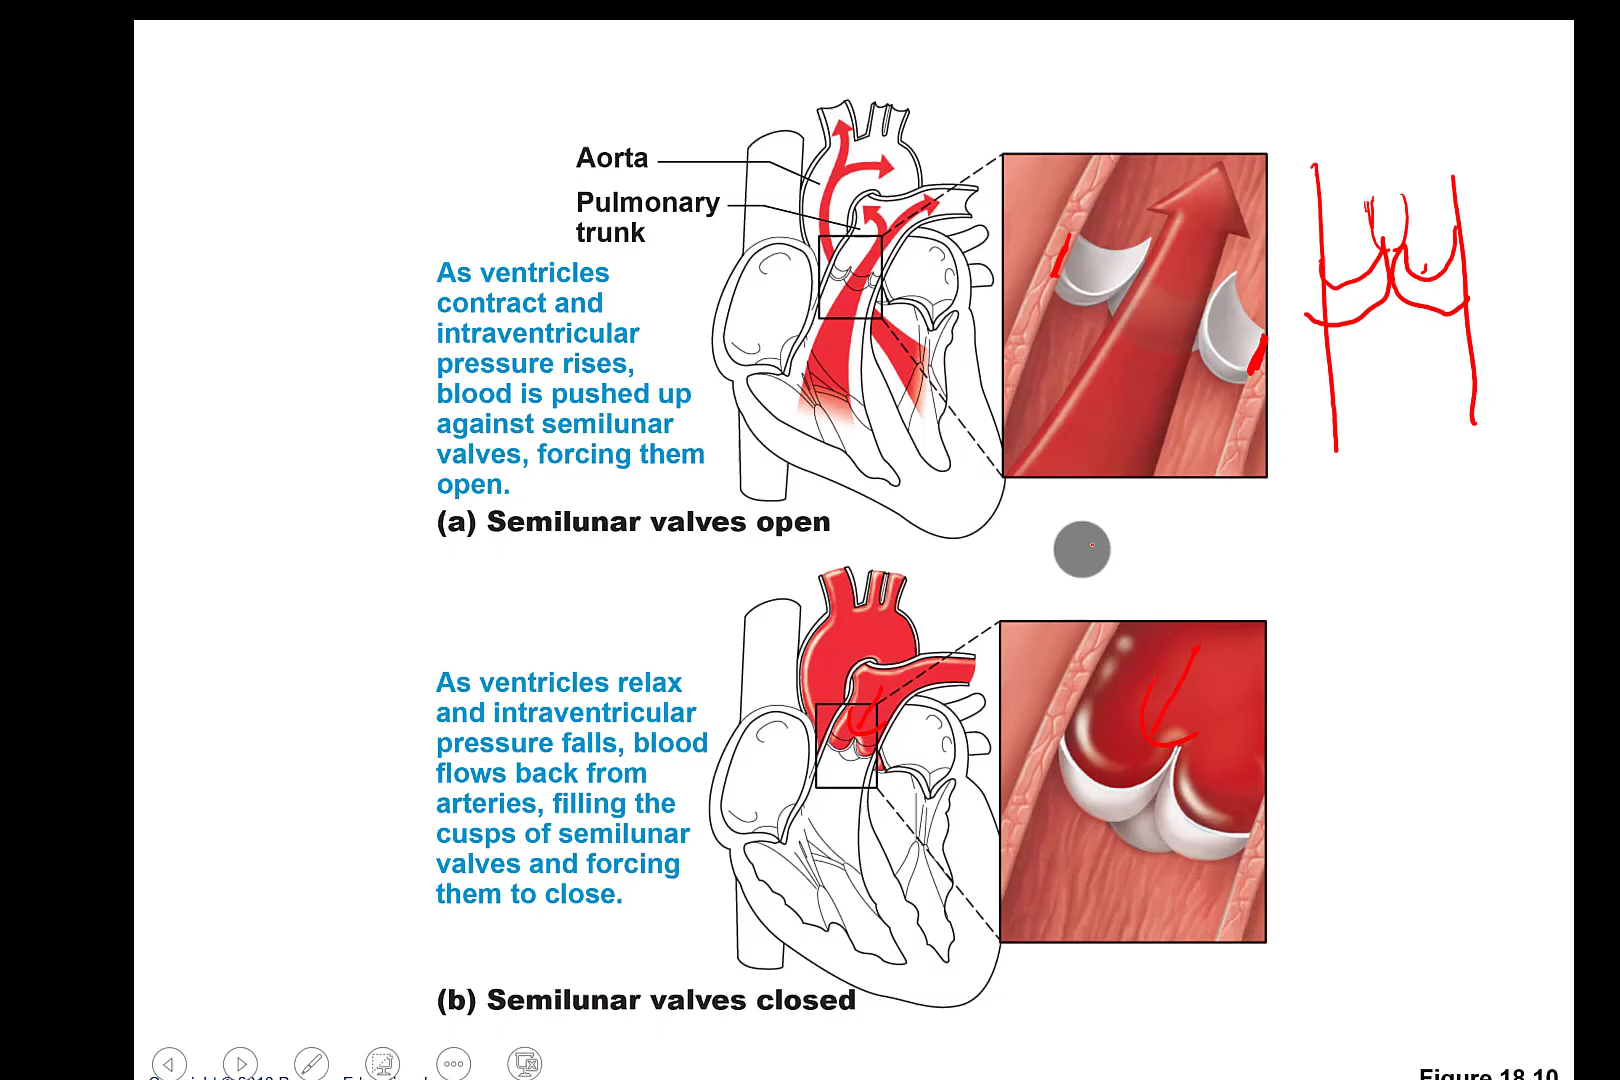 Aorta
Pulmonary
trunk
As ventricles
contract and
intraventricular
pressure rises,
blood is pushed up
against semilunar
valves, forcing them
open.
(a) Semilunar valves open
As ventricles relax
and intraventricular
pressure falls, blood
flows back from
arteries, filling the
cusps of semilunar
valves and forcing
them to close.
(b) Semilunar valves closed
Figure 18.10